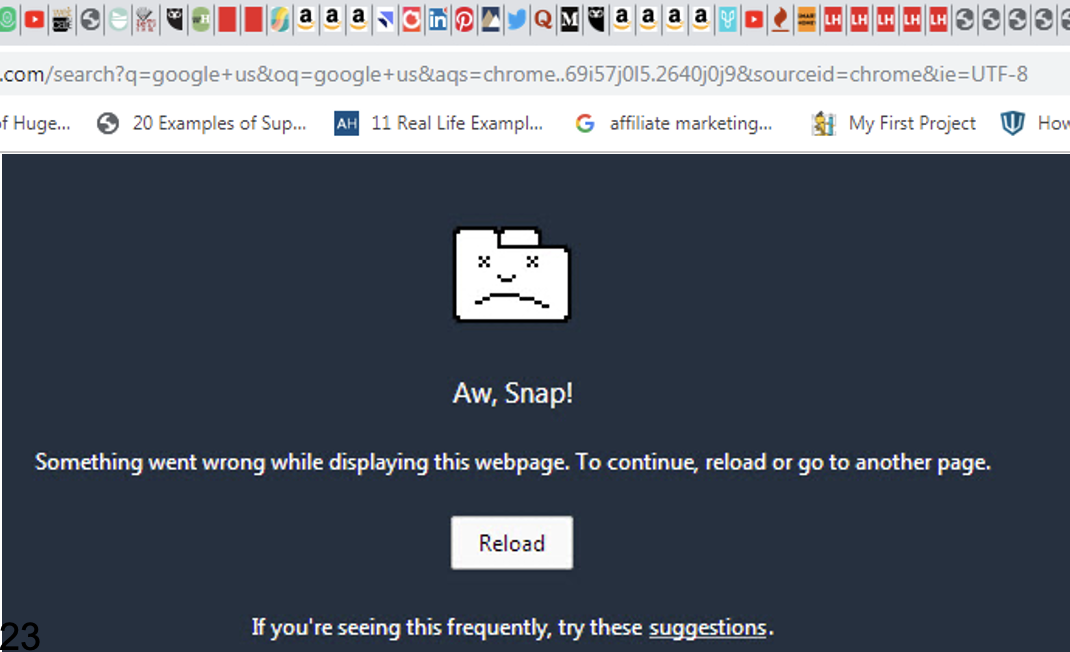 .com/search?q=google+us&oq=google+us&aqs=chrome..69i57j0l5.2640j0j9&sourceid=chrome&ie=UTF-8
of Huge... 20 Examples of Sup... AH 11 Real Life Exampl... G affiliate marketing... My First Project How
Aw, Snap!
Something went wrong while displaying this webpage. To continue, reload or go to another page.
Reload
If you're seeing this frequently, try these suggestions.
23